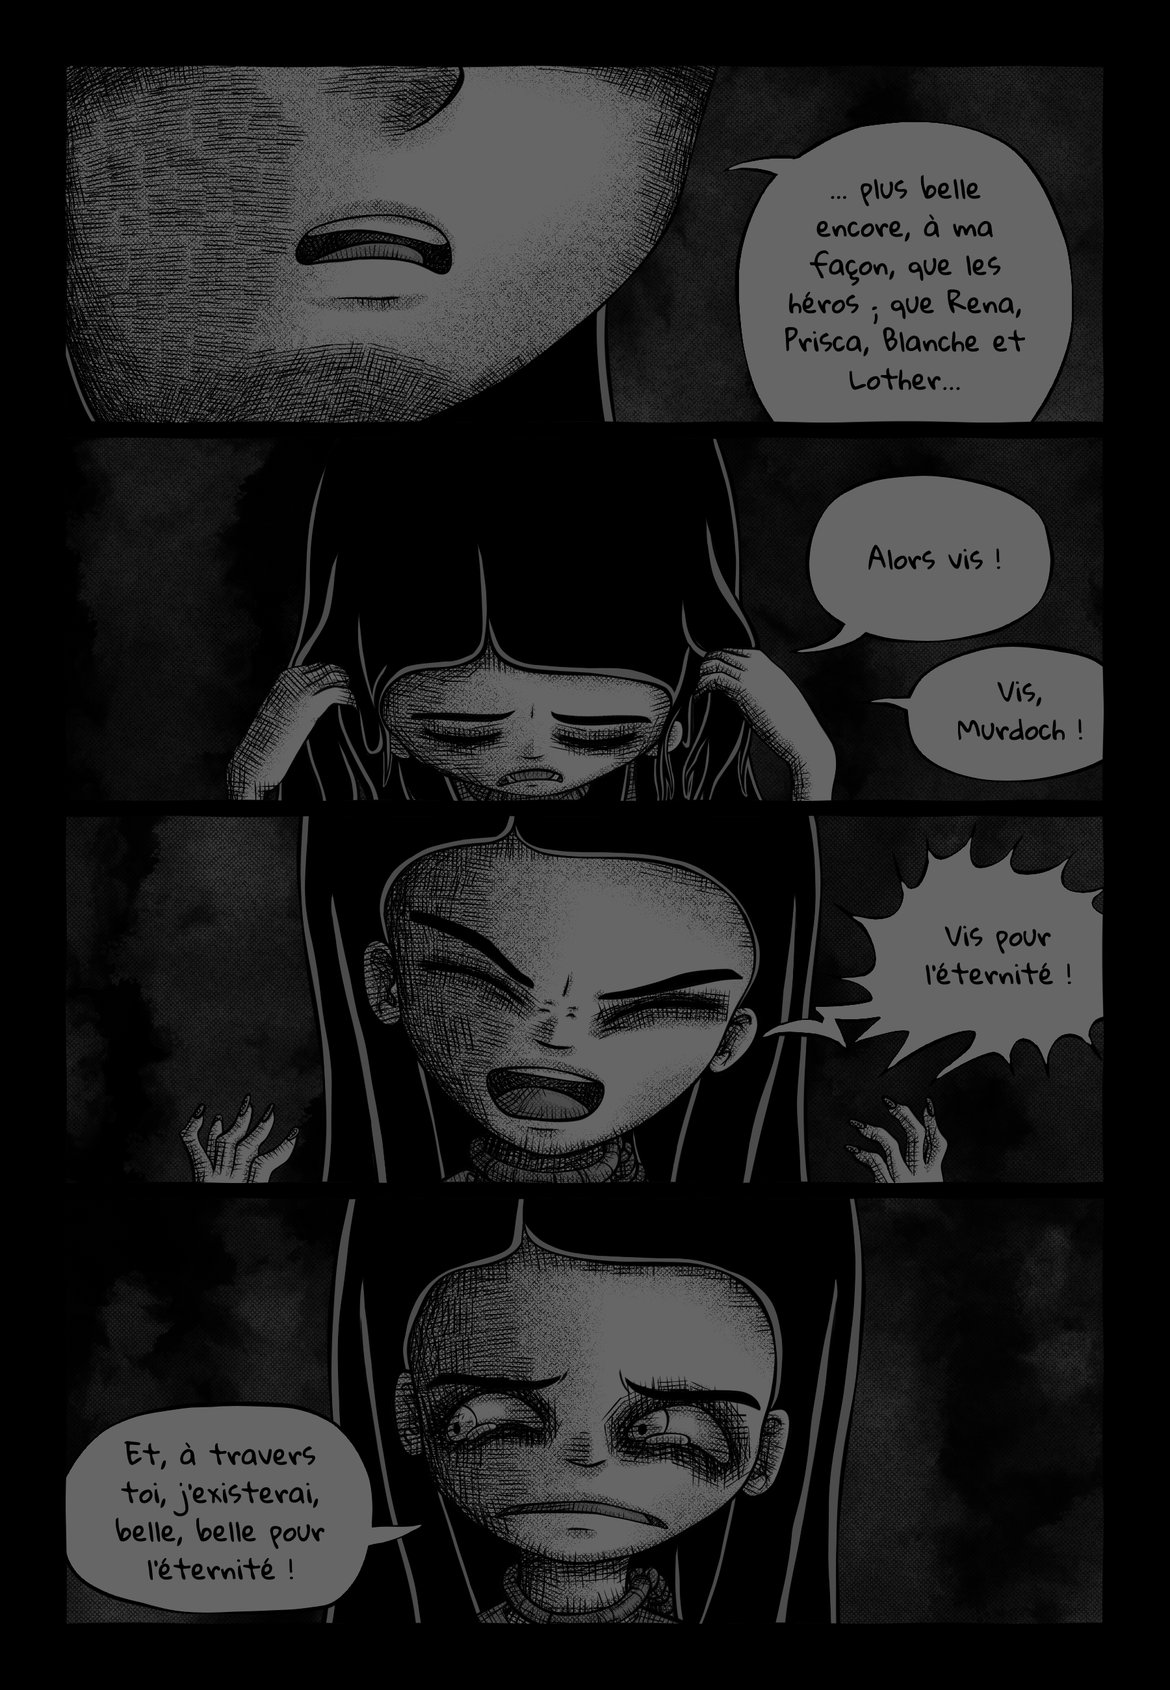 ... plus belle
encore, à ma
façon, que les
héros ; que Rena,
Prisca, Blanche et
Lother...
Alors vis !
Vis,
Murdoch !
Vis pour
l'éternité !
Et, à travers
toi, j'existerai,
belle, belle pour
l'éternité !